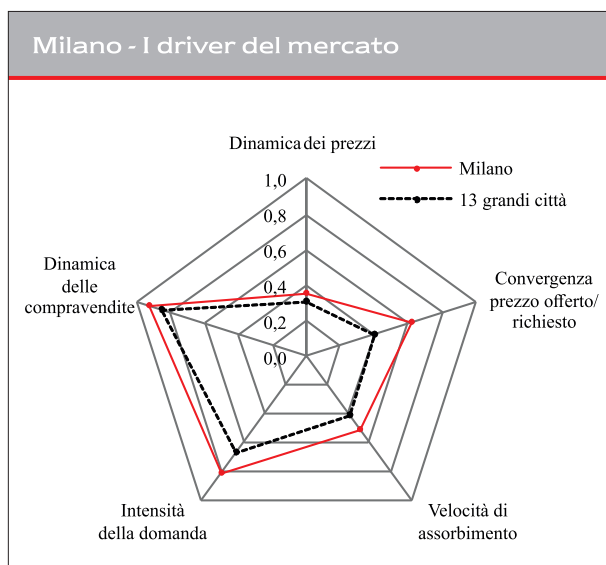 Milano - I driver del mercato
Dinamica dei prezzi
Milano
13 grandi città
1,0
0,8
0,6
0,4
0,2
0,0
Dinamica
delle
compravendite
Convergenza
prezzo offerto/
richiesto
Intensità
della domanda
Velocità di
assorbimento